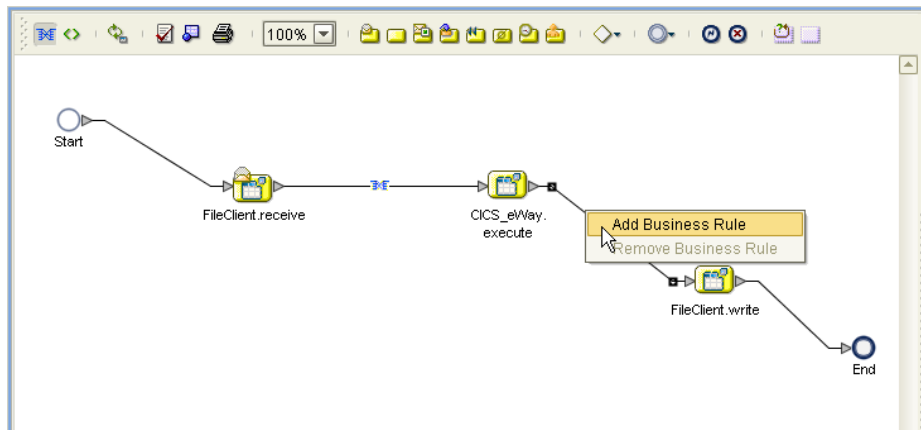 100%
Start
FileClient.receive
CICS_eWay.
execute
Add Business Rule
Remove Business Rule
FileClient.write
End